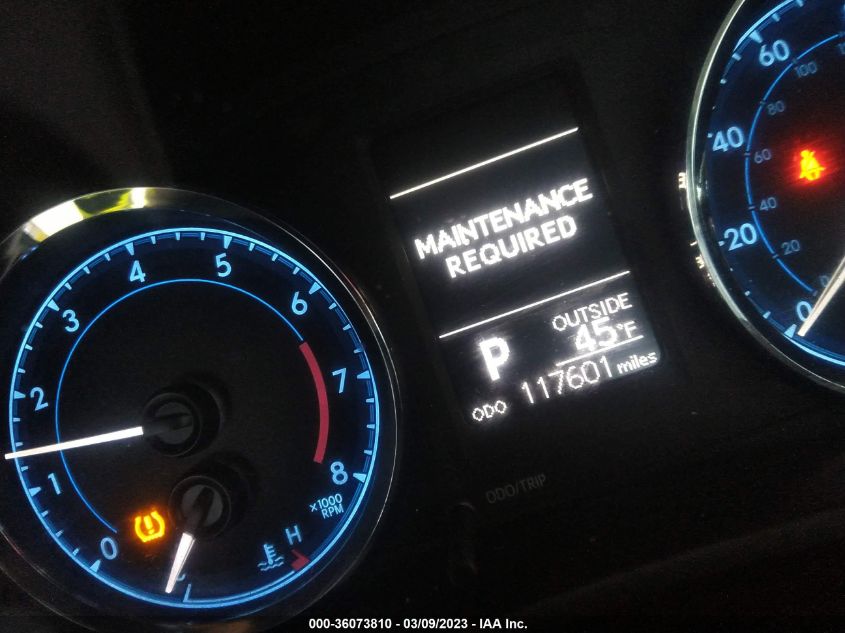 MAINTENANCE
REQUIRED
P
OUTSIDE
45°F
ODO 117601 miles
ODO/TRIP
0
1
2
3
4
5
6
7
8
x1000
RPM
H
0
20
40
60
20
40
60
80
100
000-36073810 - 03/09/2023 - IAA Inc.